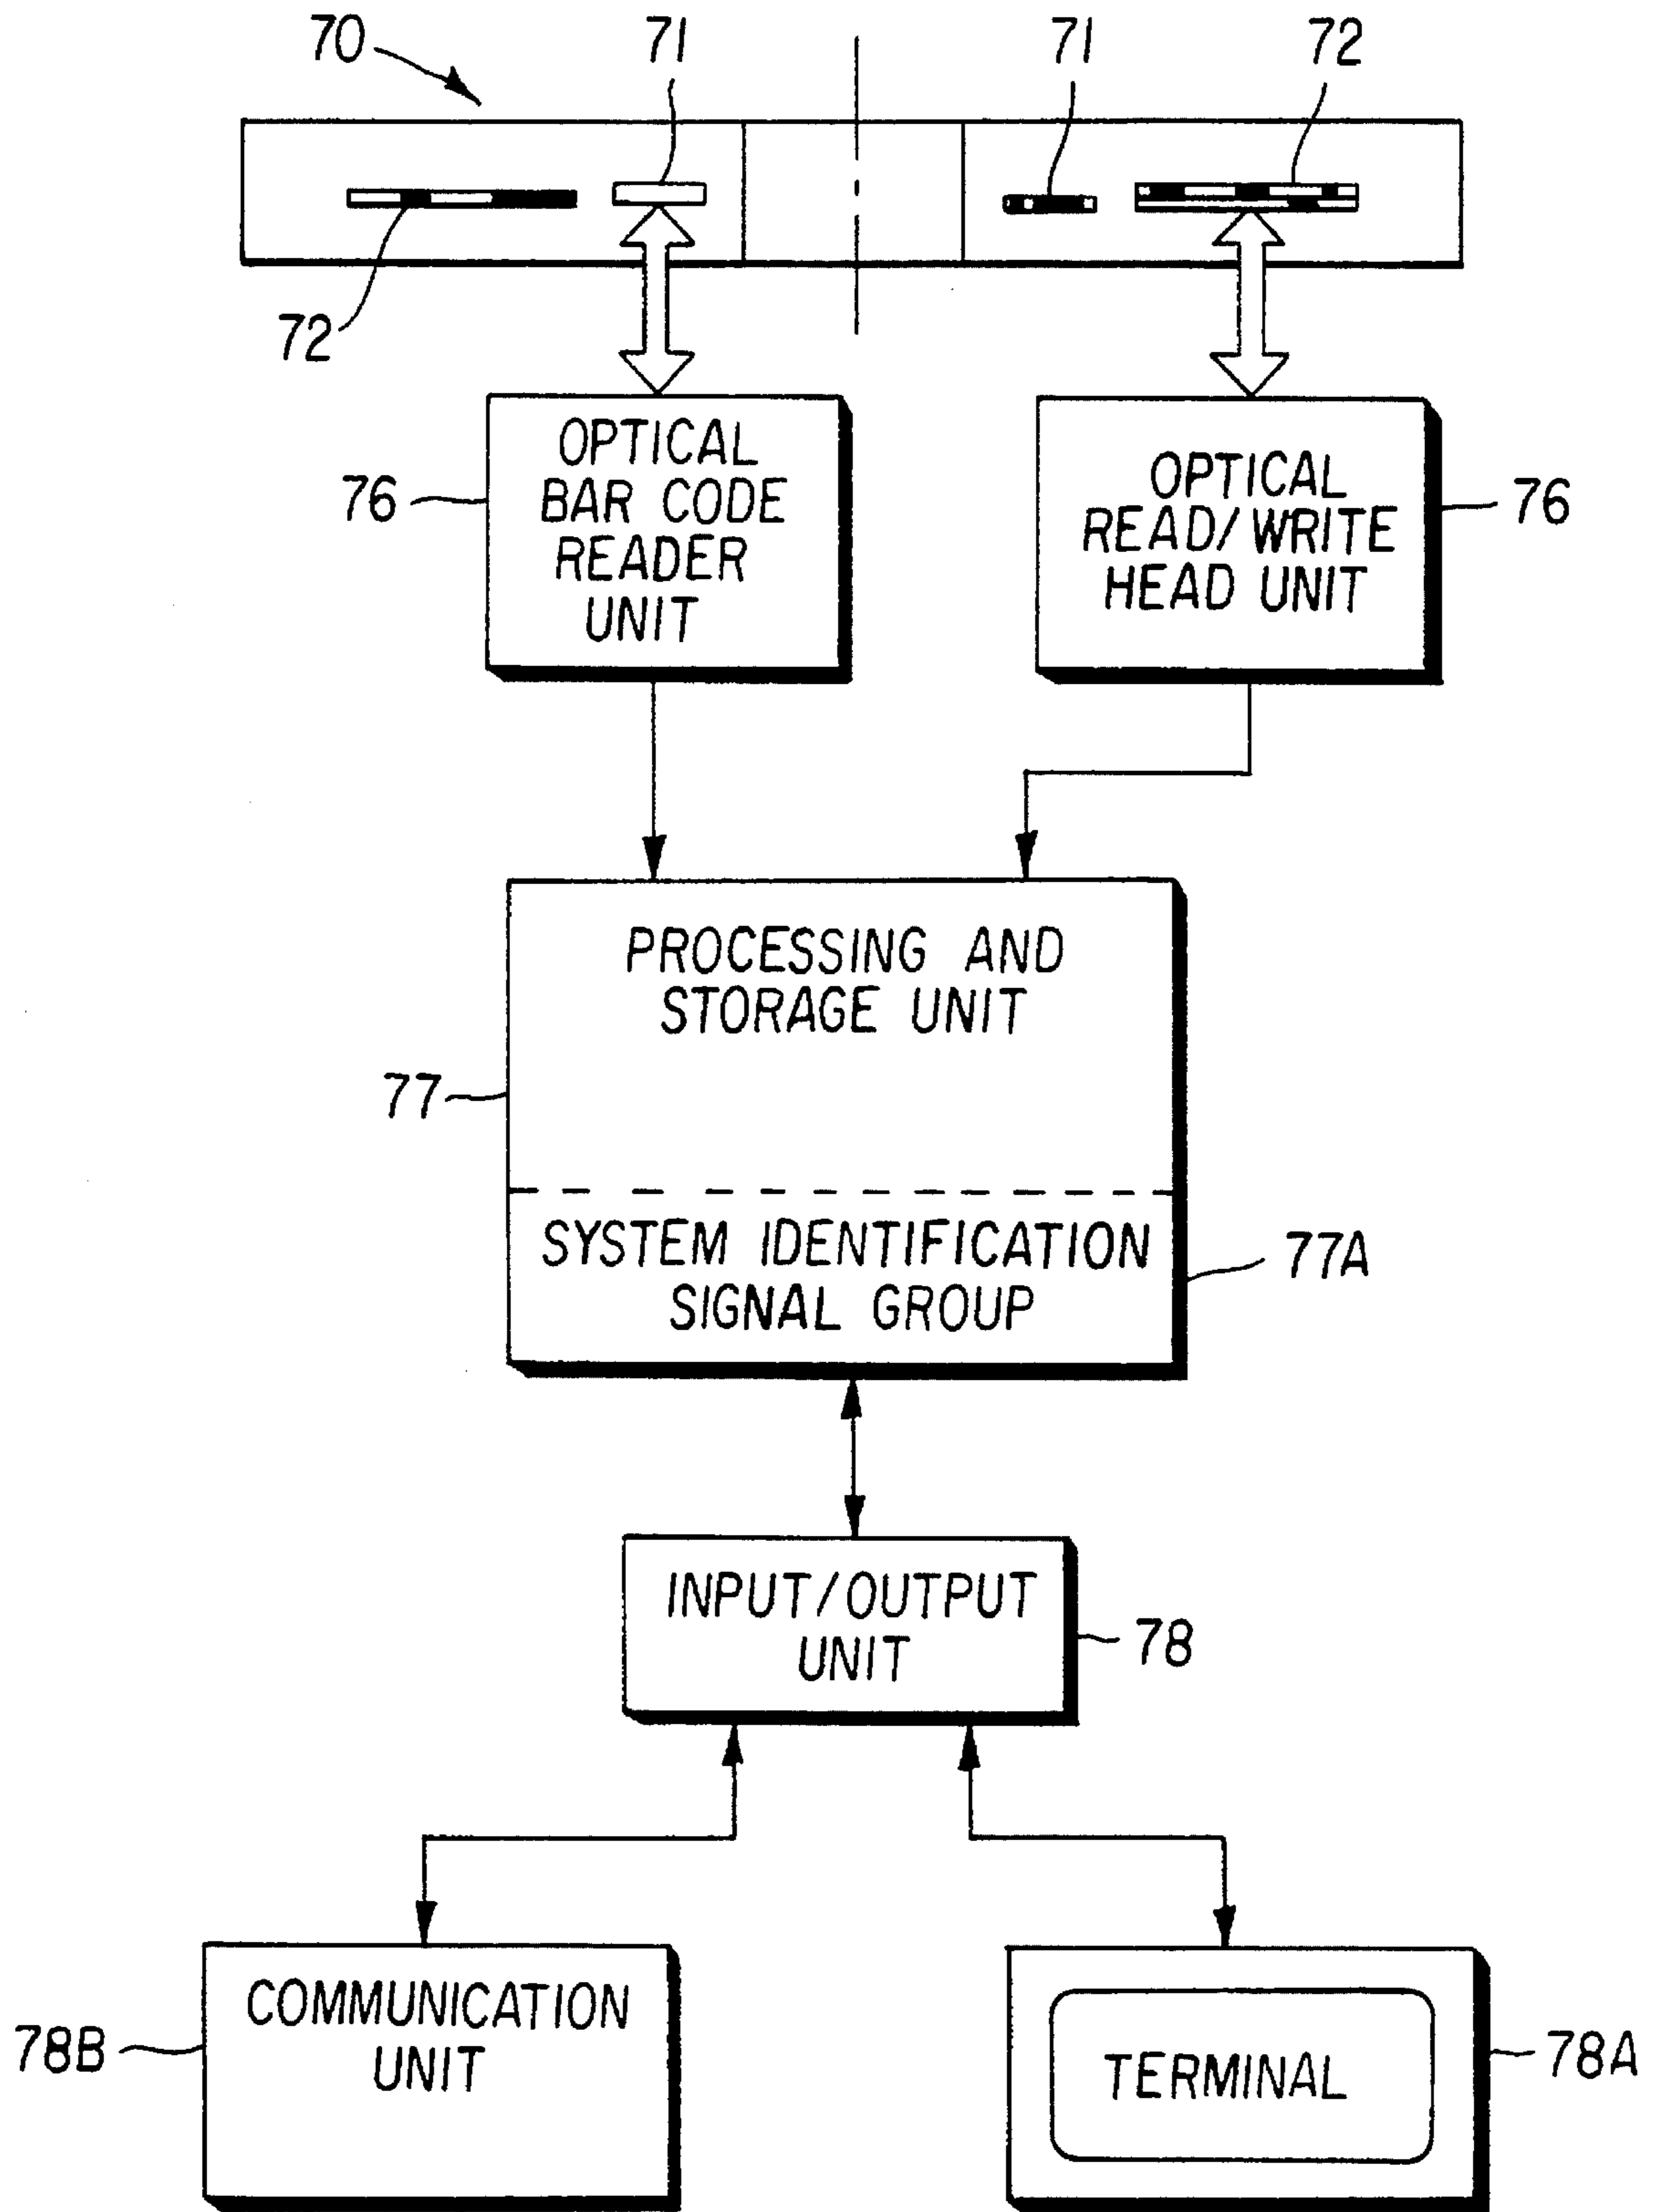 70
71
71
72
72
OPTICAL
BAR CODE
READER
UNIT
76
OPTICAL
READ/WRITE
HEAD UNIT
76
PROCESSING AND
STORAGE UNIT
77
SYSTEM IDENTIFICATION
SIGNAL GROUP
77A
INPUT/OUTPUT
UNIT
78
COMMUNICATION
UNIT
78B
TERMINAL
78A